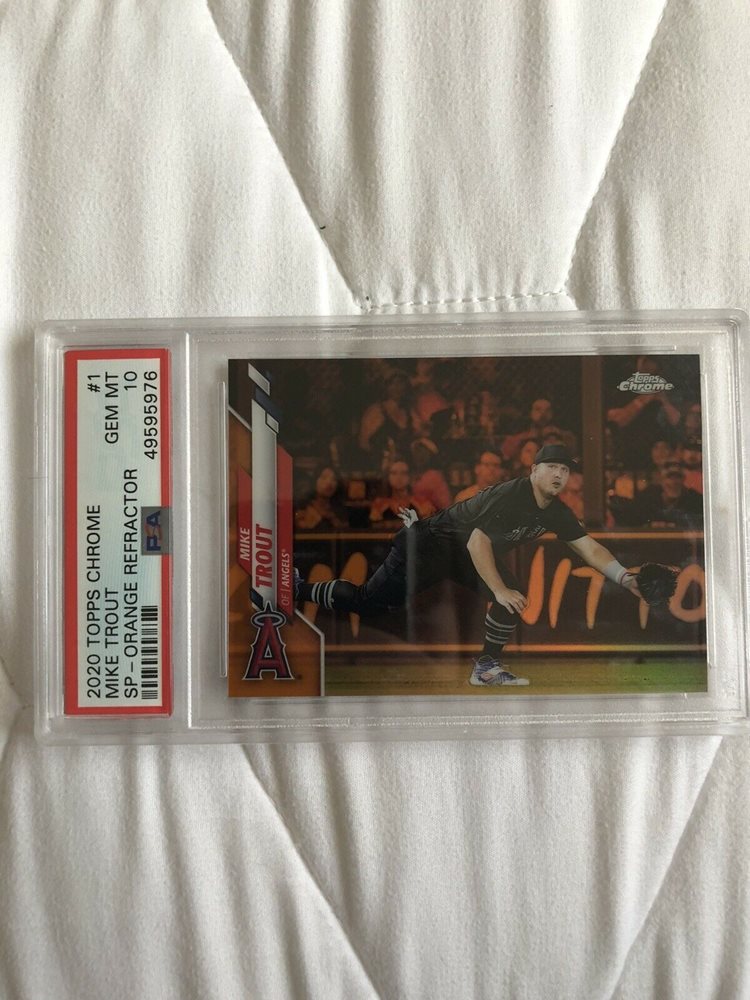 2020 TOPPS CHROME
MIKE TROUT
SP - ORANGE REFRACTOR
#1
GEM MT
10
49595976
PSA
MIKE
TROUT
OF | ANGELS®
A
TOPPS
Chrome